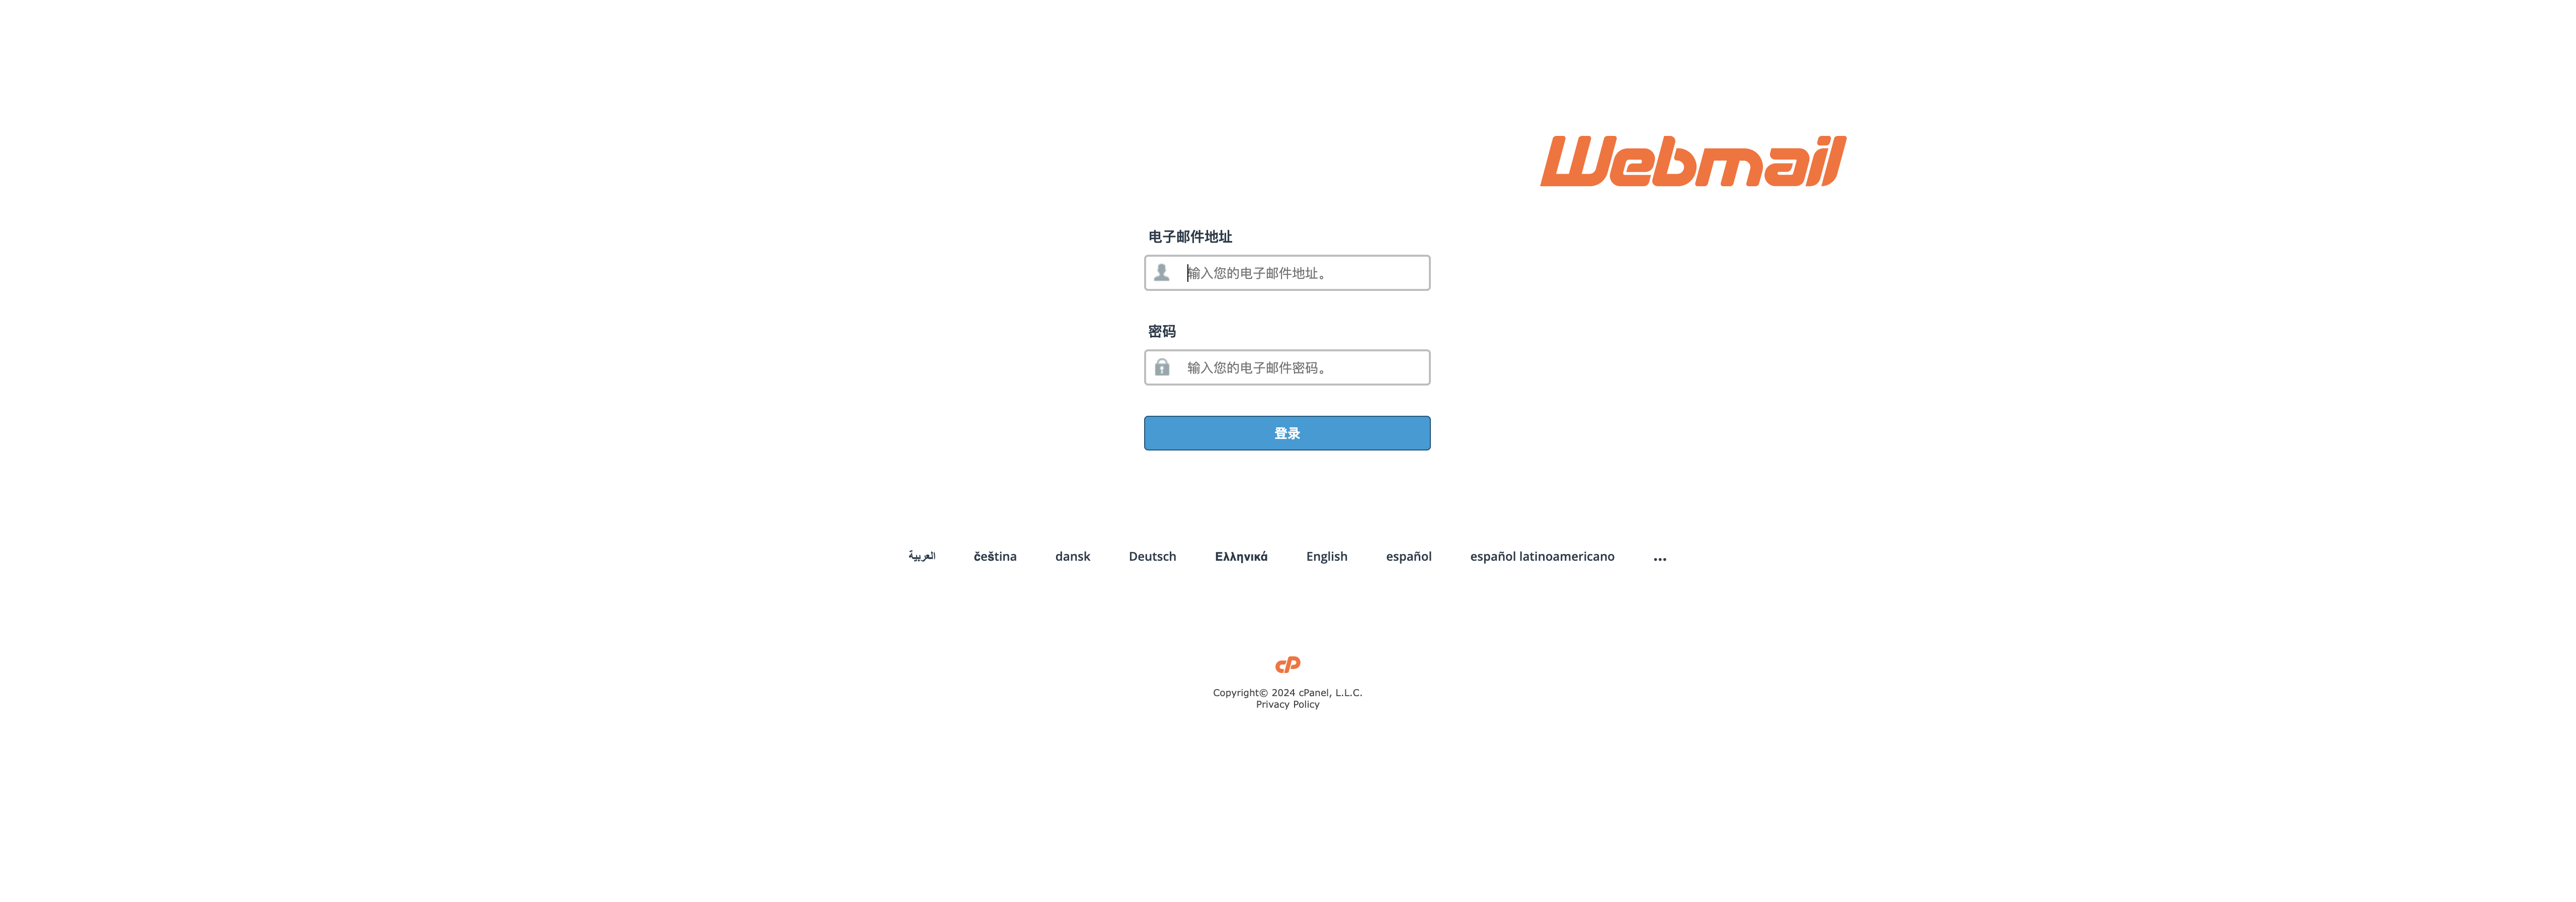 Webmail
电子邮件地址
输入您的电子邮件地址。
密码
输入您的电子邮件密码。
登录
العربية čeština dansk Deutsch Ελληνικά English español español latinoamericano ...
cP
Copyright© 2024 cPanel, L.L.C.
Privacy Policy